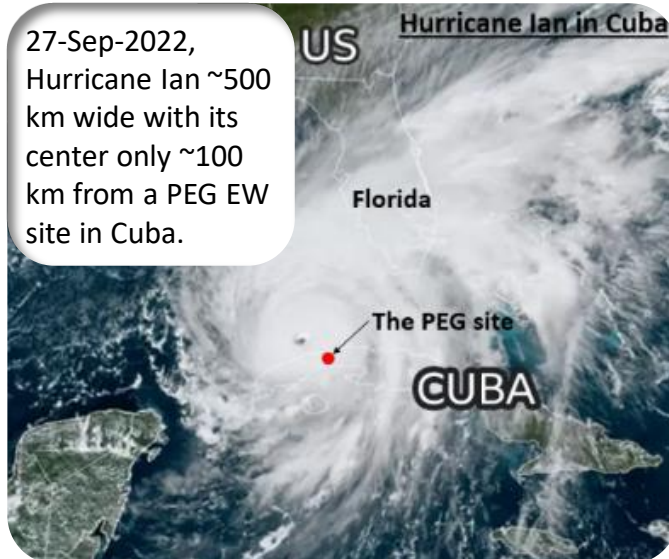 27-Sep-2022,
Hurricane Ian ~500
km wide with its
center only ~100
km from a PEG EW
site in Cuba.
Hurricane Ian in Cuba
US
Florida
The PEG site
CUBA